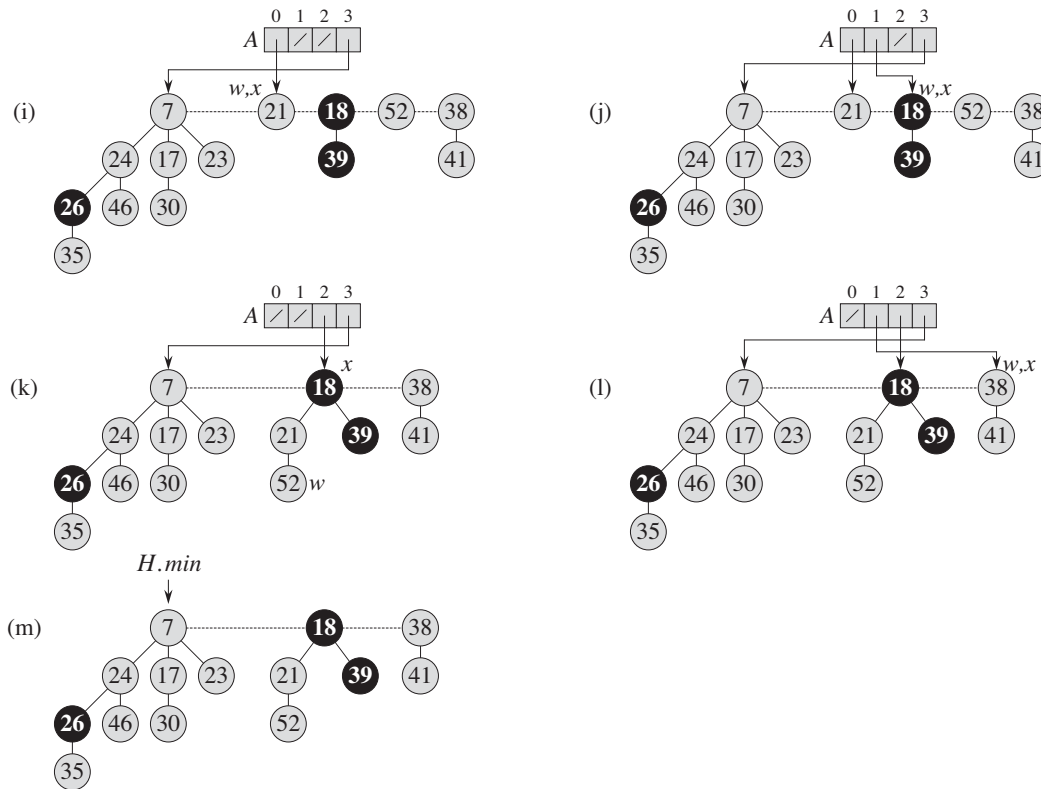 0 1 2 3
A
w,x
(i)
7 21 18 52 38
24 17 23 39 41
26 46 30
35
0 1 2 3
A
w,x
(j)
7 21 18 52 38
24 17 23 39 41
26 46 30
35
0 1 2 3
A
x
(k)
7 18 38
24 17 23 21 39 41
26 46 30 52 w
35
0 1 2 3
A
w,x
(l)
7 18 38
24 17 23 21 39 41
26 46 30 52
35
H.min
(m)
7 18 38
24 17 23 21 39 41
26 46 30 52
35